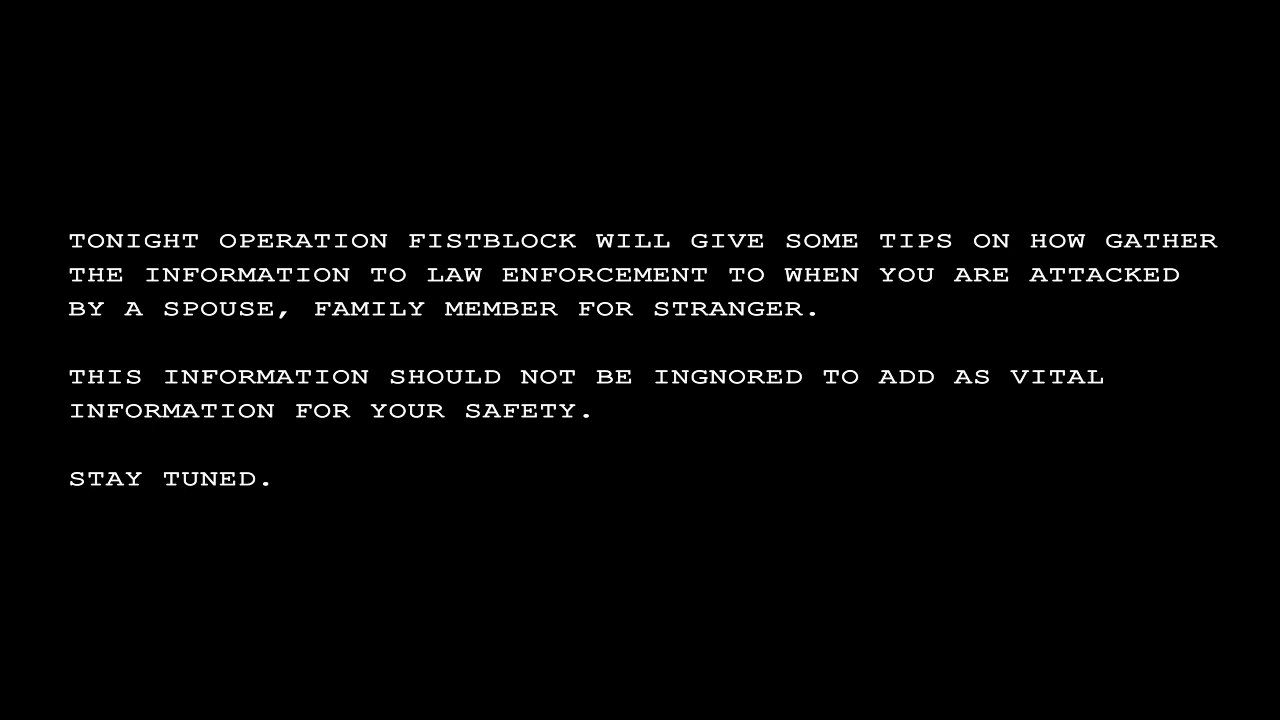 TONIGHT OPERATION FISTBLOCK WILL GIVE SOME TIPS ON HOW GATHER
THE INFORMATION TO LAW ENFORCEMENT TO WHEN YOU ARE ATTACKED
BY A SPOUSE, FAMILY MEMBER FOR STRANGER.
THIS INFORMATION SHOULD NOT BE INGNORED TO ADD AS VITAL
INFORMATION FOR YOUR SAFETY.
STAY TUNED.